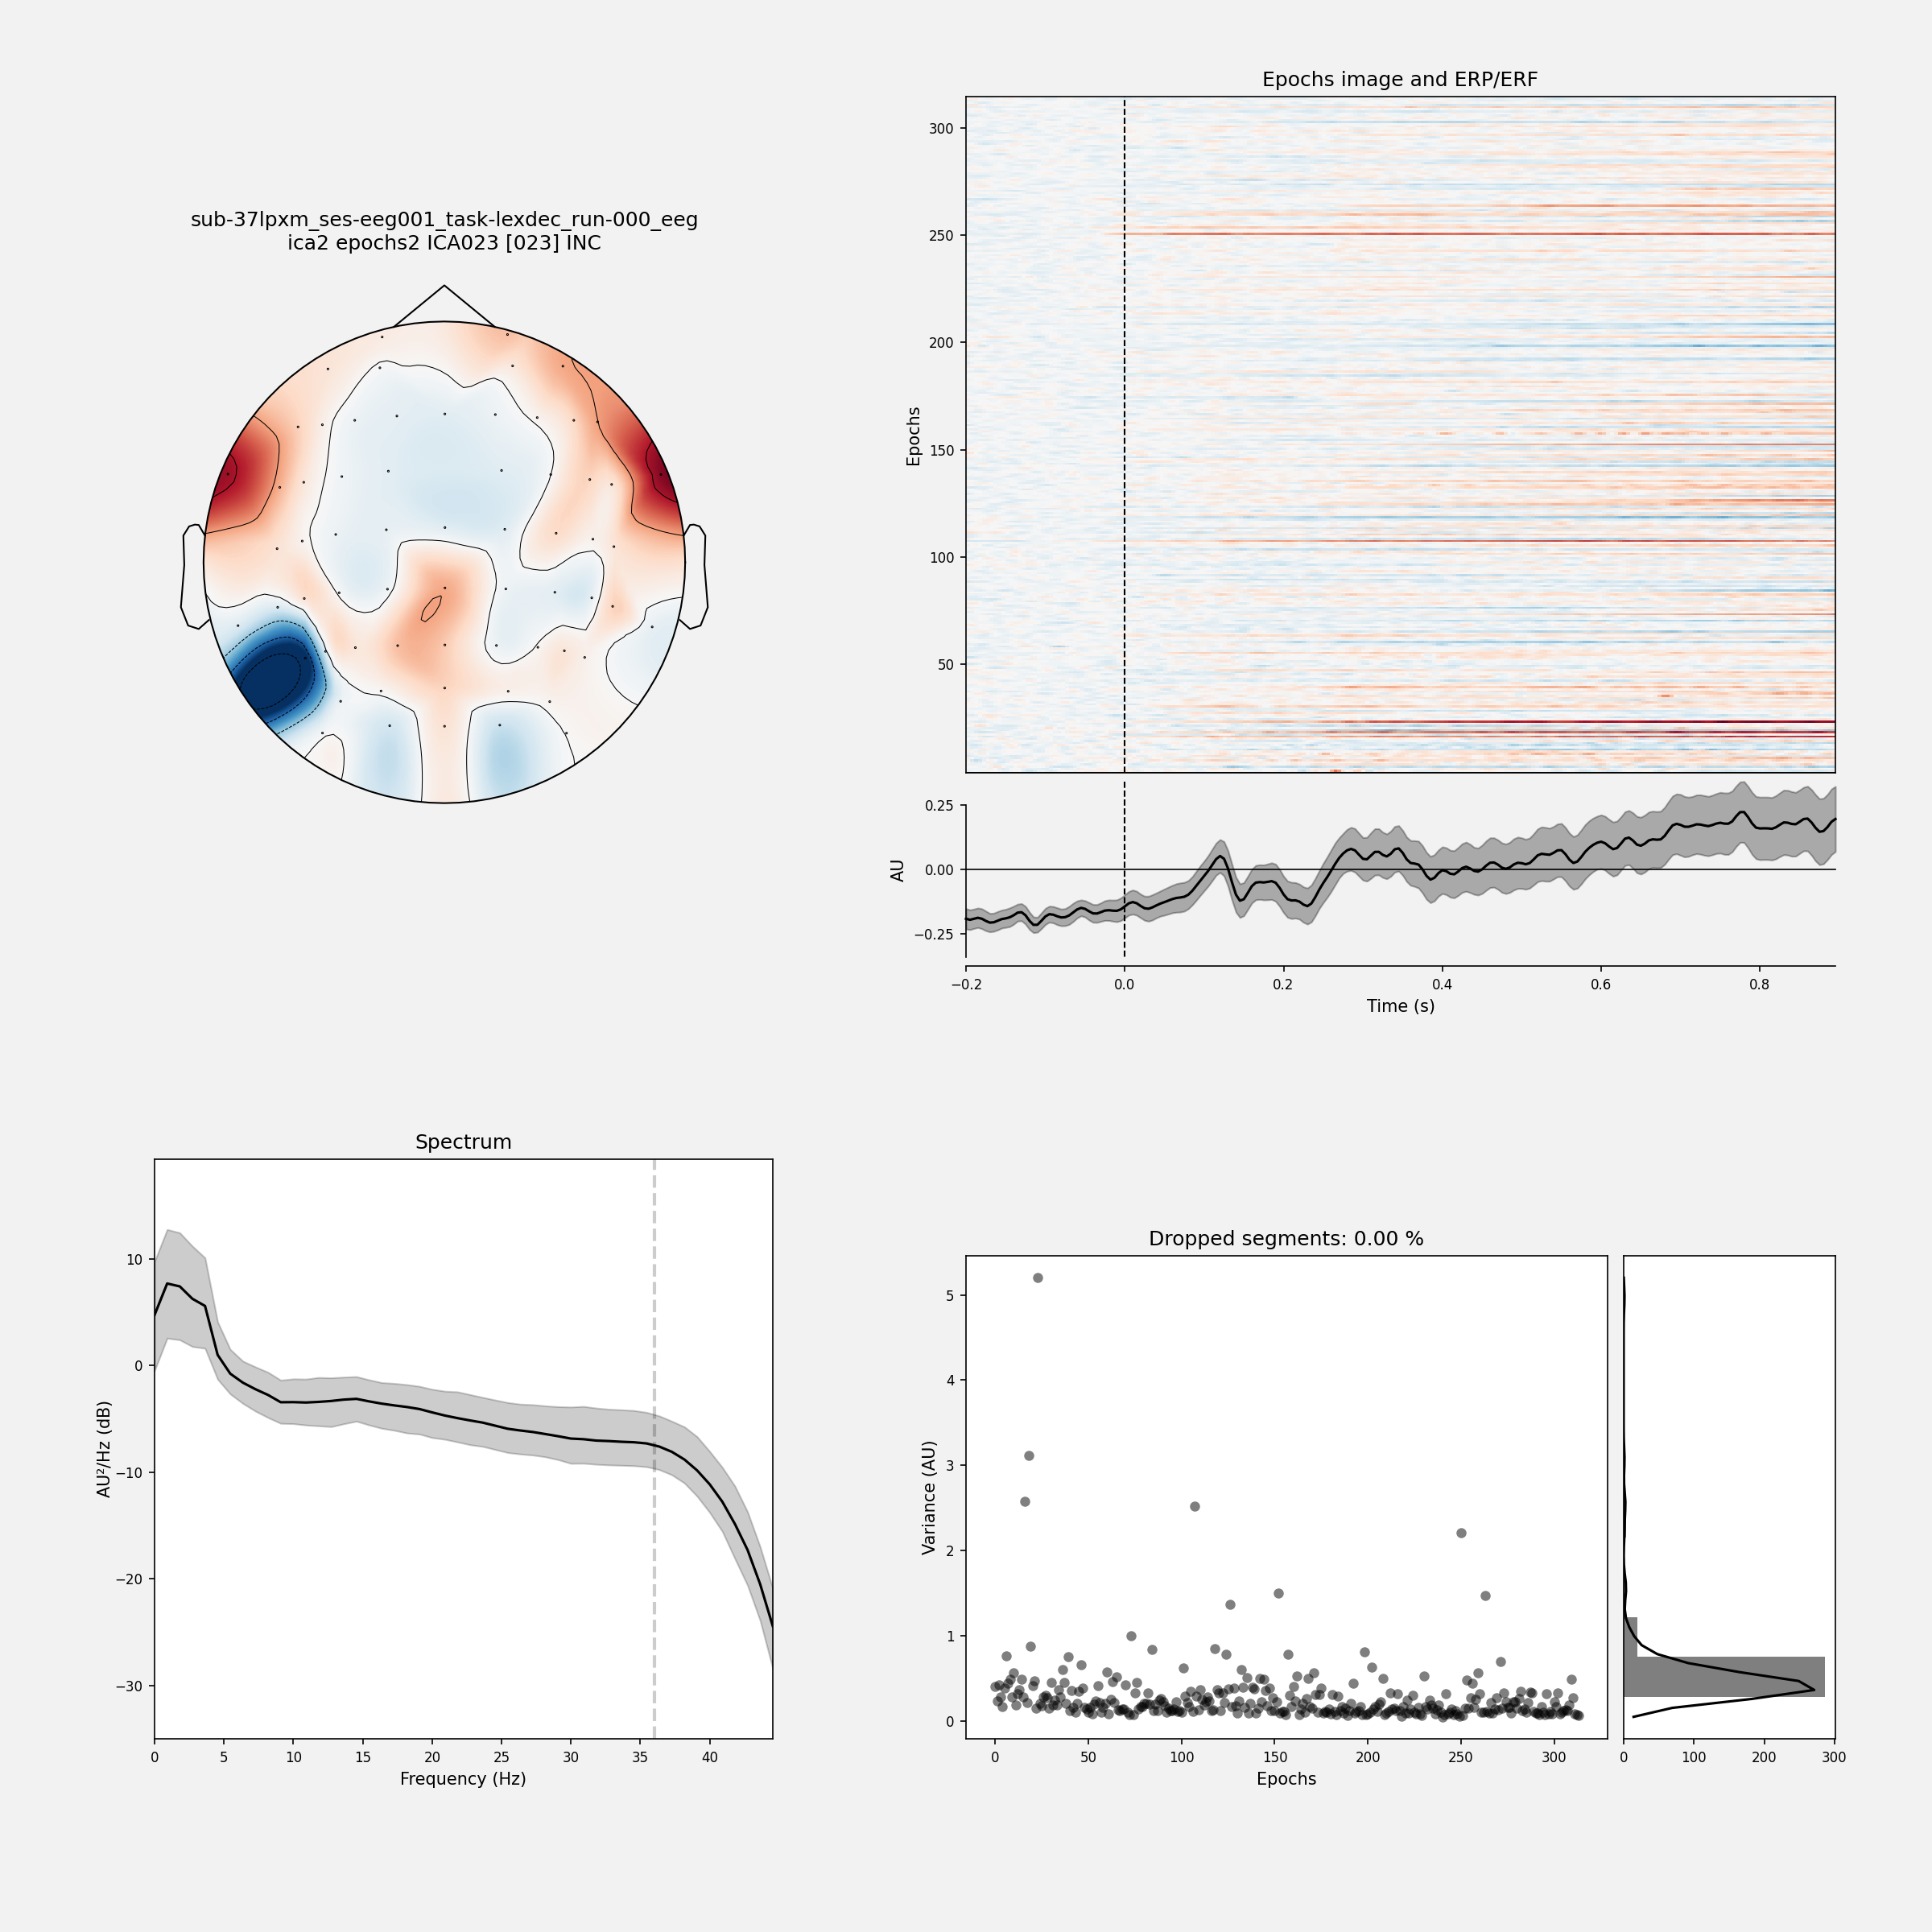 sub-37lpxm_ses-eeg001_task-lexdec_run-000_eeg
ica2 epochs2 ICA023 [023] INC
Epochs image and ERP/ERF
300
250
200
150
100
50
Epochs
0.25
0.00
−0.25
AU
−0.2 0.0 0.2 0.4 0.6 0.8
Time (s)
Spectrum
10
0
−10
−20
−30
AU²/Hz (dB)
0 5 10 15 20 25 30 35 40
Frequency (Hz)
Dropped segments: 0.00 %
5
4
3
2
1
0
Variance (AU)
0 50 100 150 200 250 300
Epochs
0 100 200 300